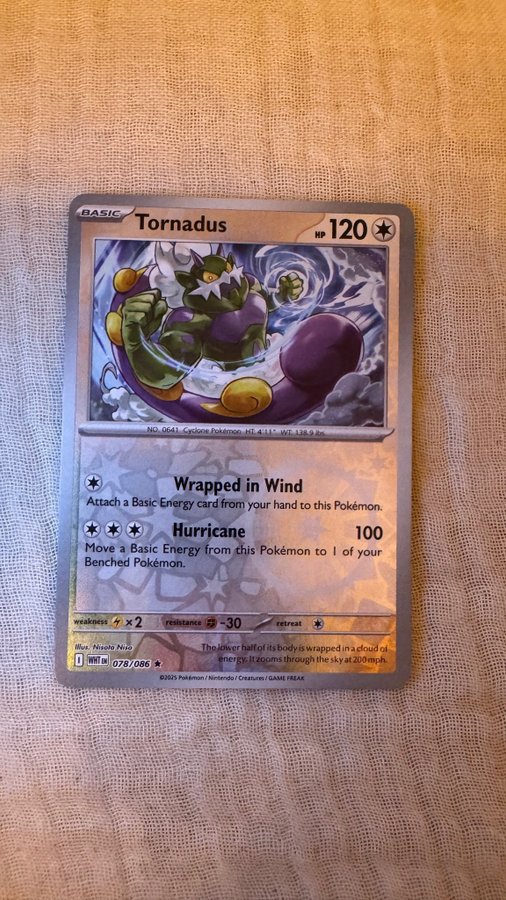 BASIC Tornadus HP 120
NO. 0641 Cyclone Pokémon HT: 4'11" WT: 138.9 lbs.
Wrapped in Wind
Attach a Basic Energy card from your hand to this Pokémon.
Hurricane 100
Move a Basic Energy from this Pokémon to 1 of your
Benched Pokémon.
weakness ×2 resistance -30 retreat
Illus. Nisota Niso
The lower half of its body is wrapped in a cloud of
energy. It zooms through the sky at 200 mph.
I WHT EN 078/086 ★
©2025 Pokémon / Nintendo / Creatures / GAME FREAK